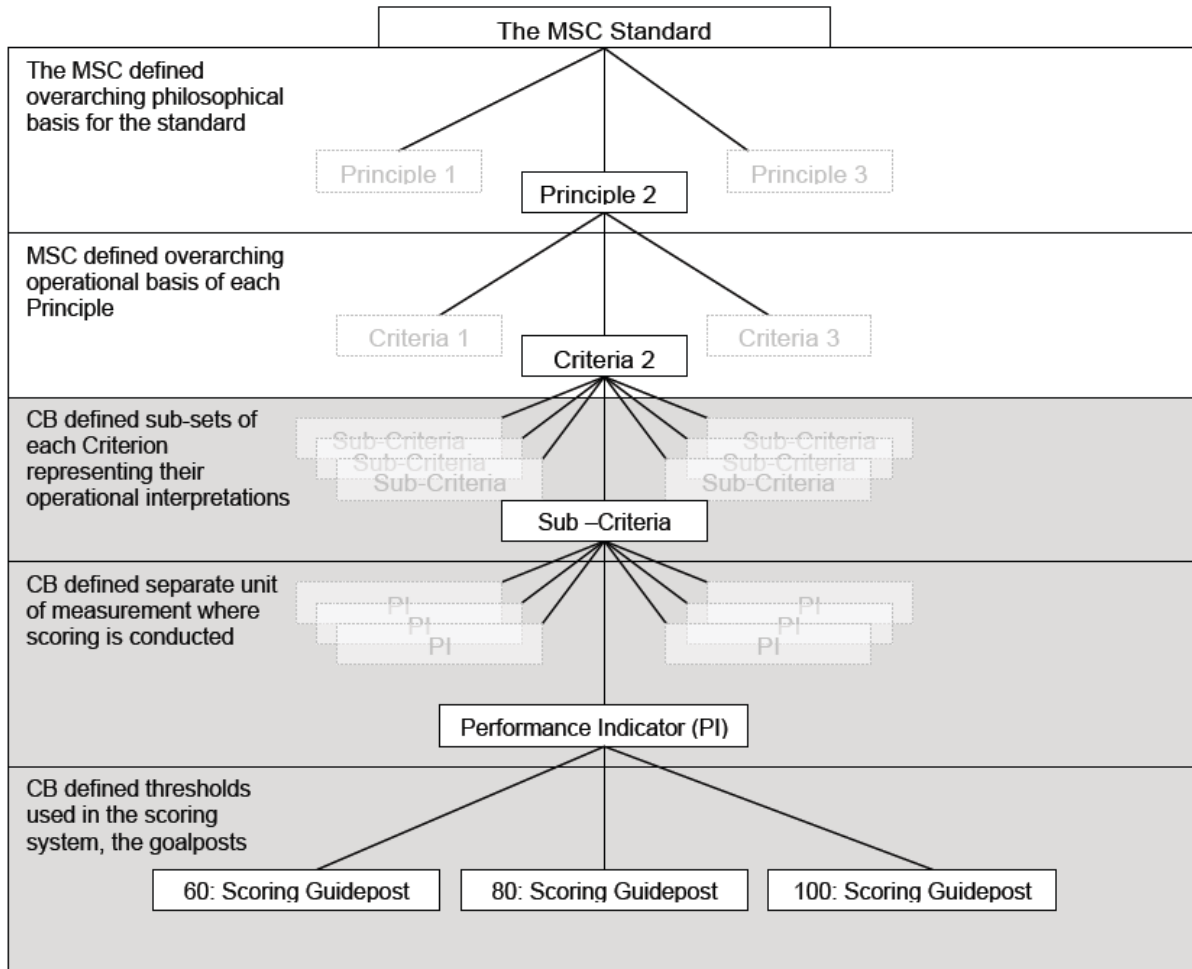 The MSC Standard
The MSC defined
overarching philosophical
basis for the standard
Principle 1
Principle 3
Principle 2
MSC defined overarching
operational basis of each
Principle
Criteria 1
Criteria 3
Criteria 2
CB defined sub-sets of
each Criterion
representing their
operational interpretations
Sub-Criteria
Sub-Criteria
Sub-Criteria
Sub-Criteria
Sub-Criteria
Sub-Criteria
Sub –Criteria
CB defined separate unit
of measurement where
scoring is conducted
PI
PI
PI
PI
PI
PI
Performance Indicator (PI)
CB defined thresholds
used in the scoring
system, the goalposts
60: Scoring Guidepost
80: Scoring Guidepost
100: Scoring Guidepost